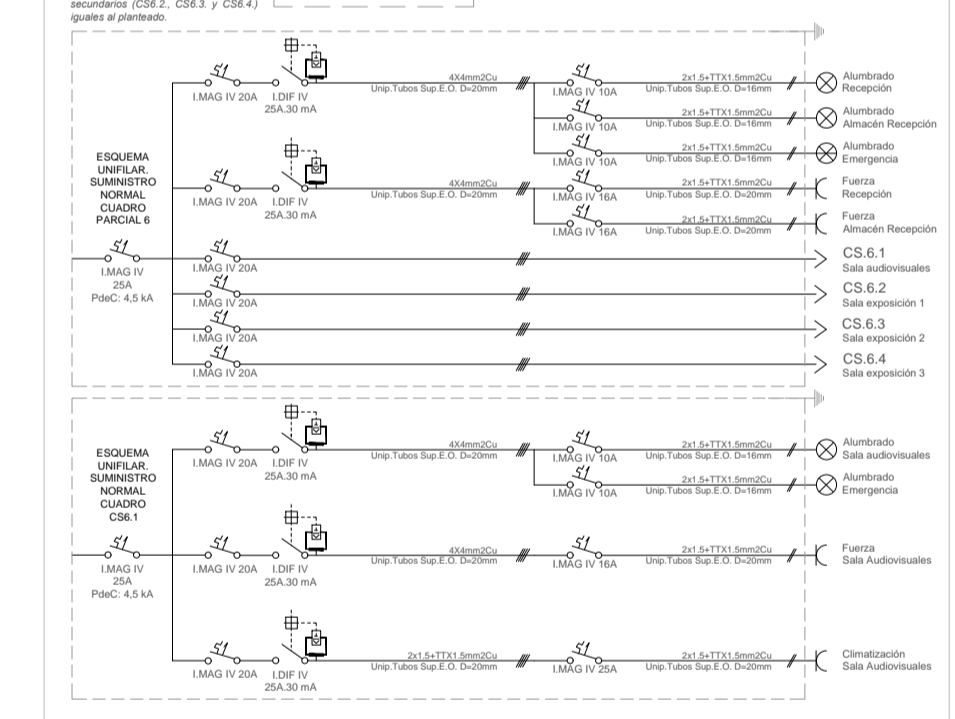 secundarios (CS6.2., CS6.3. y CS6.4.)
iguales al planteado.
ESQUEMA
UNIFILAR.
SUMINISTRO
NORMAL
CUADRO
PARCIAL 6
I.MAG IV
25A
PdeC: 4,5 kA
I.MAG IV 20A
I.DIF IV
25A.30 mA
4X4mm2Cu
Unip.Tubos Sup.E.O. D=20mm
I.MAG IV 10A
2x1.5+TTX1.5mm2Cu
Unip.Tubos Sup.E.O. D=16mm
Alumbrado
Recepción
I.MAG IV 10A
2x1.5+TTX1.5mm2Cu
Unip.Tubos Sup.E.O. D=16mm
Alumbrado
Almacén Recepción
I.MAG IV 10A
2x1.5+TTX1.5mm2Cu
Unip.Tubos Sup.E.O. D=16mm
Alumbrado
Emergencia
I.MAG IV 20A
I.DIF IV
25A.30 mA
4X4mm2Cu
Unip.Tubos Sup.E.O. D=20mm
I.MAG IV 16A
2x1.5+TTX1.5mm2Cu
Unip.Tubos Sup.E.O. D=20mm
Fuerza
Recepción
I.MAG IV 16A
2x1.5+TTX1.5mm2Cu
Unip.Tubos Sup.E.O. D=20mm
Fuerza
Almacén Recepción
I.MAG IV 20A
CS.6.1
Sala audiovisuales
I.MAG IV 20A
CS.6.2
Sala exposición 1
I.MAG IV 20A
CS.6.3
Sala exposición 2
I.MAG IV 20A
CS.6.4
Sala exposición 3
ESQUEMA
UNIFILAR.
SUMINISTRO
NORMAL
CUADRO
CS6.1
I.MAG IV
25A
PdeC: 4,5 kA
I.MAG IV 20A
I.DIF IV
25A.30 mA
4X4mm2Cu
Unip.Tubos Sup.E.O. D=20mm
I.MAG IV 10A
2x1.5+TTX1.5mm2Cu
Unip.Tubos Sup.E.O. D=16mm
Alumbrado
Sala audiovisuales
I.MAG IV 10A
2x1.5+TTX1.5mm2Cu
Unip.Tubos Sup.E.O. D=16mm
Alumbrado
Emergencia
I.MAG IV 20A
I.DIF IV
25A.30 mA
4X4mm2Cu
Unip.Tubos Sup.E.O. D=20mm
I.MAG IV 16A
2x1.5+TTX1.5mm2Cu
Unip.Tubos Sup.E.O. D=20mm
Fuerza
Sala Audiovisuales
I.MAG IV 20A
I.DIF IV
25A.30 mA
2x1.5+TTX1.5mm2Cu
Unip.Tubos Sup.E.O. D=20mm
I.MAG IV 25A
2x1.5+TTX1.5mm2Cu
Unip.Tubos Sup.E.O. D=20mm
Climatización
Sala Audiovisuales